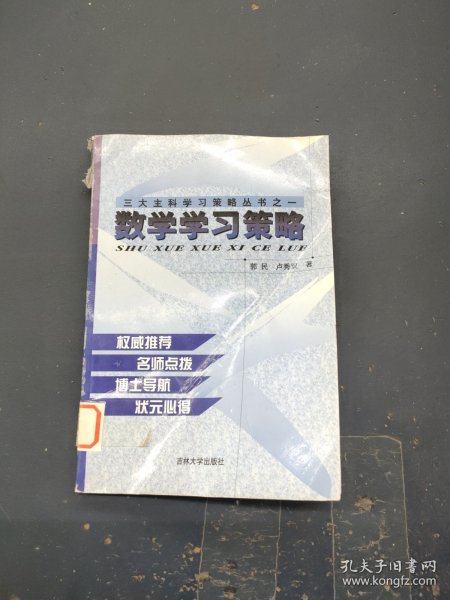 三大主科学习策略丛书之一
数学学习策略
SHU XUE XUE XI CE LUE
郭民 卢秀 著
权威推荐
名师点拨
博士导航
状元心得
吉林大学出版社
孔夫子旧书网
www.kongfz.com